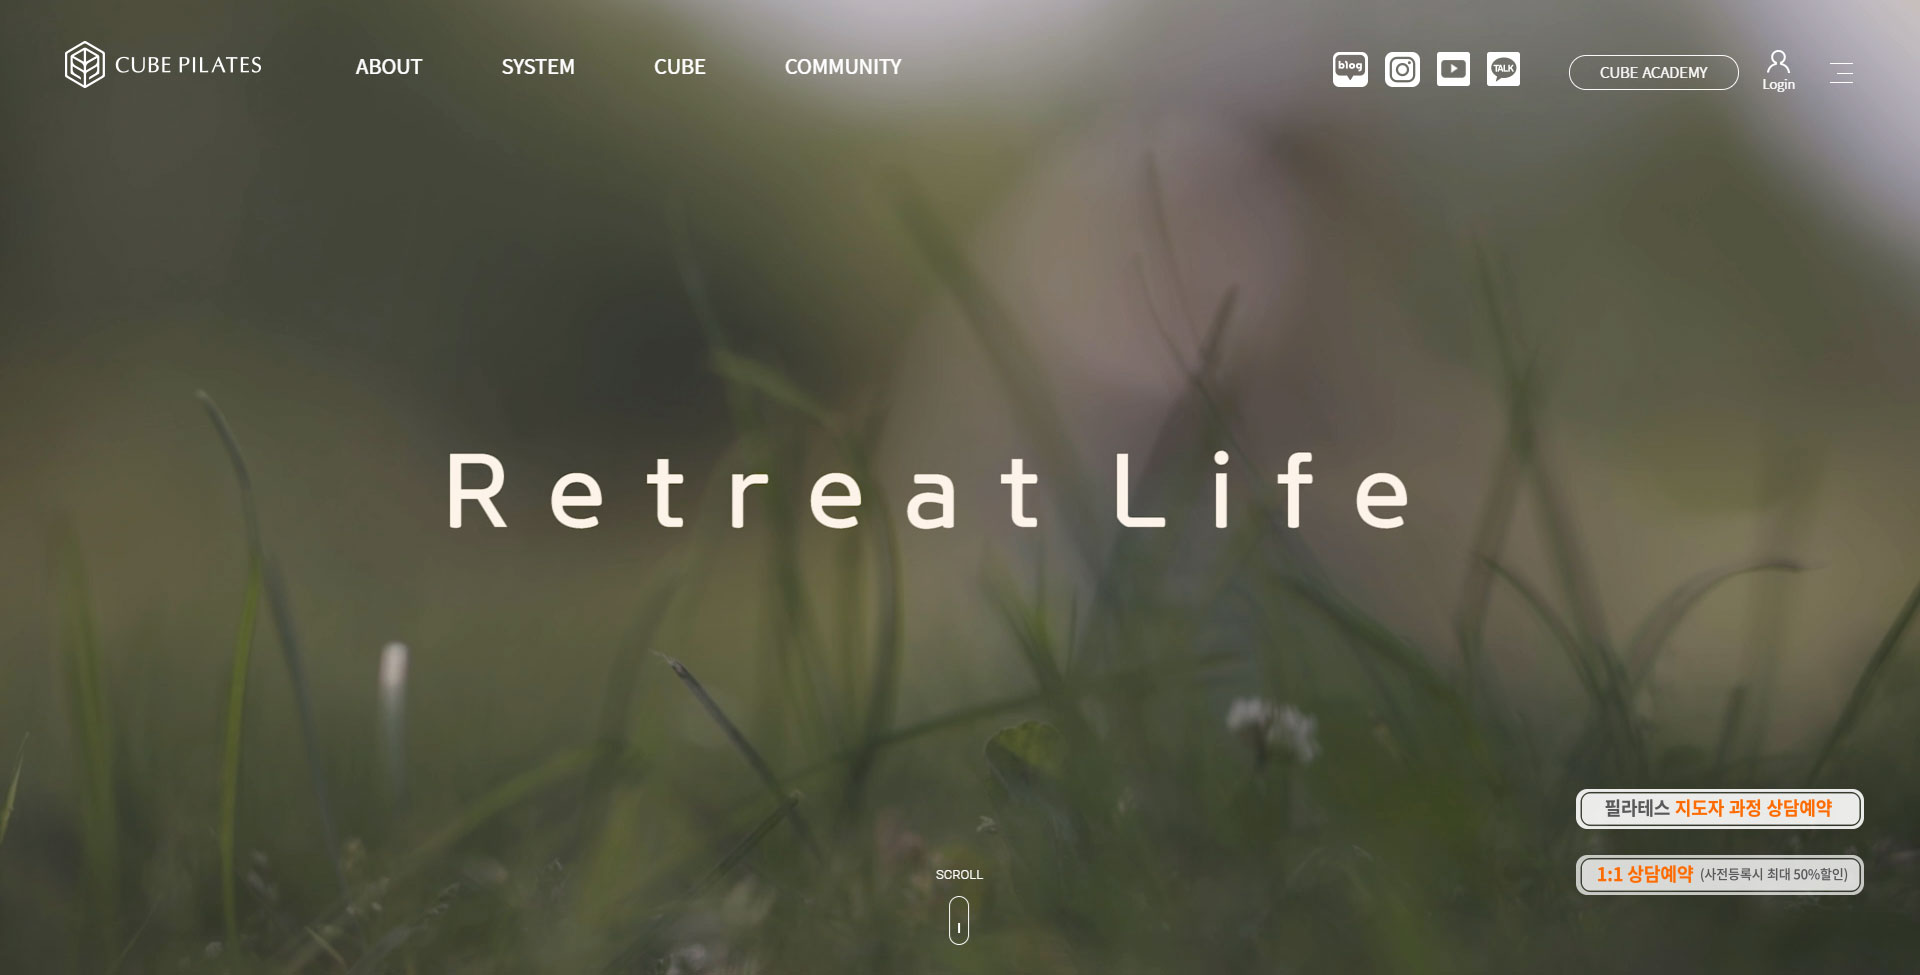 CUBE PILATES
ABOUT
SYSTEM
CUBE
COMMUNITY
blog
TALK
CUBE ACADEMY
Login
Retreat Life
필라테스 지도자 과정 상담예약
1:1 상담예약 (사전등록시 최대 50%할인)
SCROLL